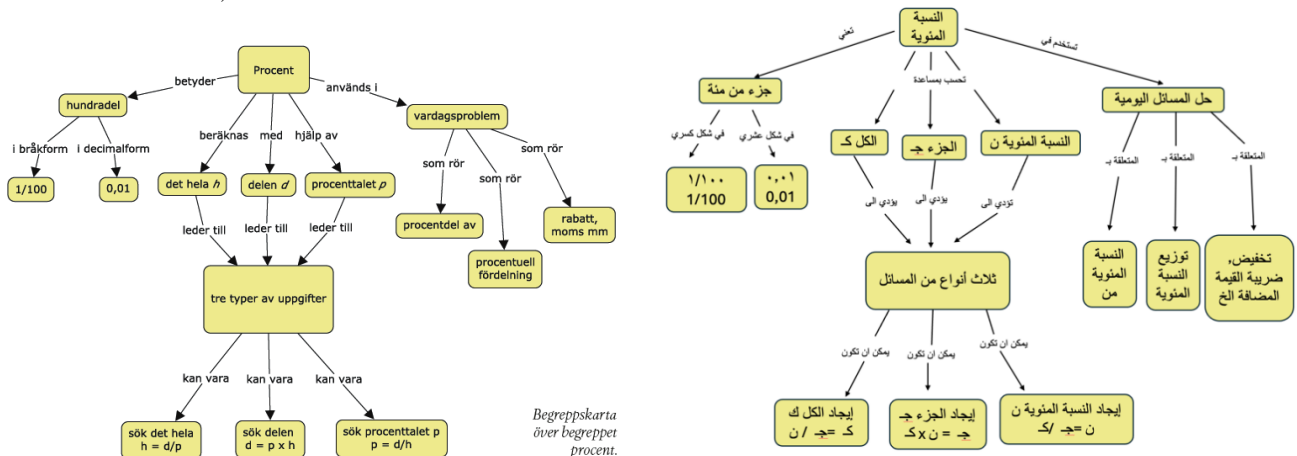 Procent
betyder
används i
hundradel
vardagsproblem
i bråkform
i decimalform
beräknas
med
hjälp av
som rör
som rör
som rör
1/100
0,01
det hela h
delen d
procenttalet p
procentdel av
rabatt,
moms mm
procentuell
fördelning
leder till
leder till
leder till
tre typer av uppgifter
kan vara
kan vara
kan vara
sök det hela
h = d/p
sök delen
d = p x h
sök procenttalet p
p = d/h
Begreppskarta
över begreppet
procent.
النسبة
المئوية
تعني
تحسب بمساعدة
تستخدم في
جزء من مئة
حل المسائل اليومية
في شكل كسري
في شكل عشري
الكل كـ
الجزء جـ
النسبة المئوية ن
المتعلقة بـ
المتعلقة بـ
المتعلقة بـ
١/١٠٠
1/100
٠,٠١
0,01
يؤدي الى
يؤدي الى
تؤدي الى
النسبة
المئوية
من
توزيع
النسبة
المئوية
تخفيض,
ضريبة القيمة
المضافة الخ
ثلاث أنواع من المسائل
يمكن ان تكون
يمكن ان تكون
يمكن ان تكون
إيجاد الكل ك
كـ =جـ / ن
إيجاد الجزء جـ
جـ = ن x كـ
إيجاد النسبة المئوية ن
ن =جـ /كـ